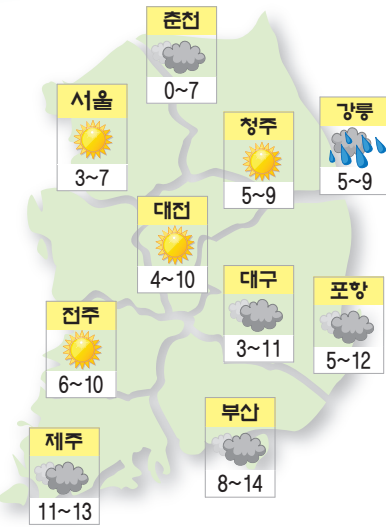 춘천
0~7
서울
3~7
청주
5~9
강릉
5~9
대전
4~10
대구
3~11
포항
5~12
전주
6~10
부산
8~14
제주
11~13